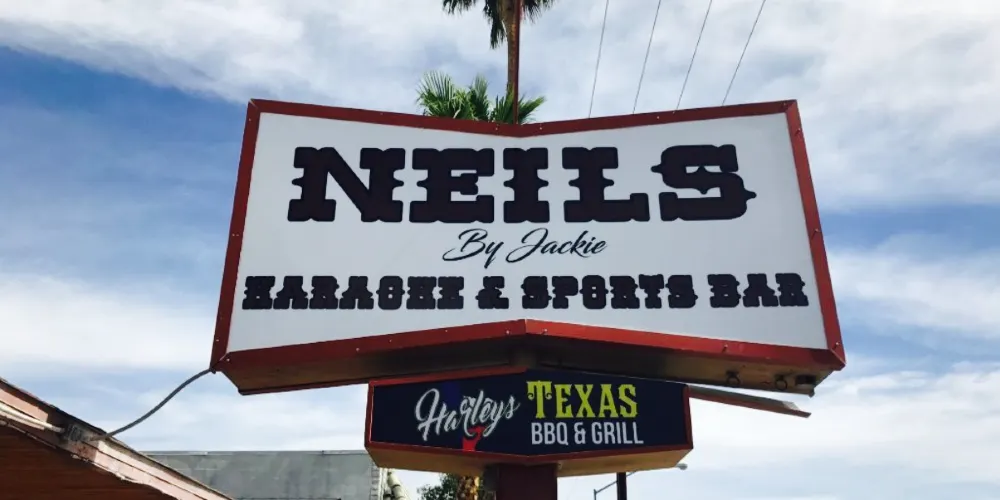 NEILS
By Jackie
KARAOKE & SPORTS BAR
Harleys TEXAS
BBQ & GRILL